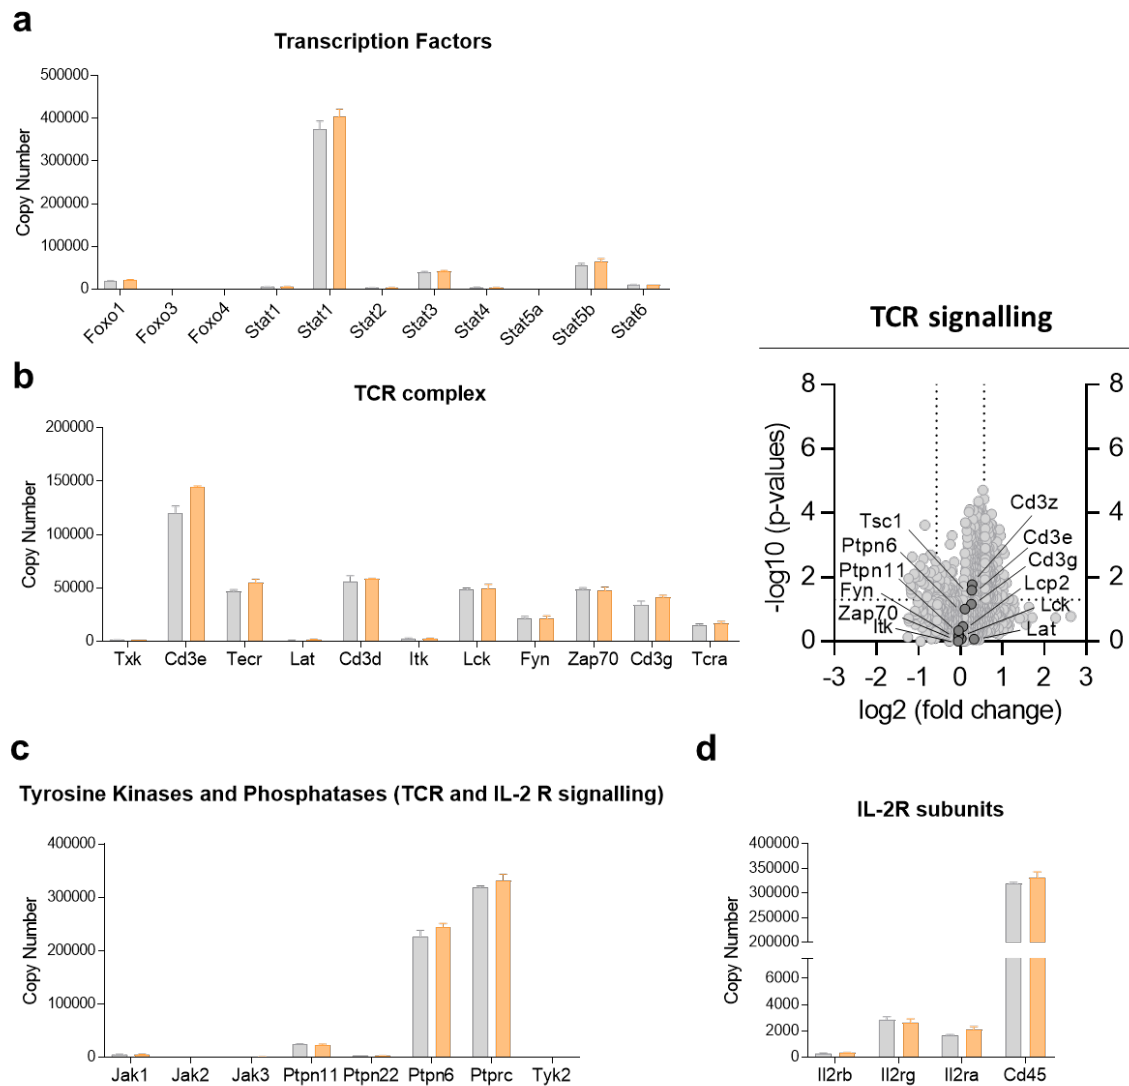 a
Transcription Factors
Copy Number
500000
400000
300000
200000
100000
0
Foxo1 Foxo3 Foxo4 Stat1 Stat1 Stat2 Stat3 Stat4 Stat5a Stat5b Stat6
b
TCR complex
Copy Number
200000
150000
100000
50000
0
Txk Cd3e Tecr Lat Cd3d Itk Lck Fyn Zap70 Cd3g Tcra
TCR signalling
-log10 (p-values)
8 8
6 6
4 4
2 2
0 0
Tsc1
Ptpn6
Ptpn11
Fyn
Zap70
Itk
Cd3z
Cd3e
Cd3g
Lcp2
Lck
Lat
-3 -2 -1 0 1 2 3
log2 (fold change)
c
Tyrosine Kinases and Phosphatases (TCR and IL-2 R signalling)
Copy Number
400000
300000
200000
100000
0
Jak1 Jak2 Jak3 Ptpn11 Ptpn22 Ptpn6 Ptprc Tyk2
d
IL-2R subunits
Copy Number
400000
350000
300000
250000
200000
6000
4000
2000
0
Il2rb Il2rg Il2ra Cd45